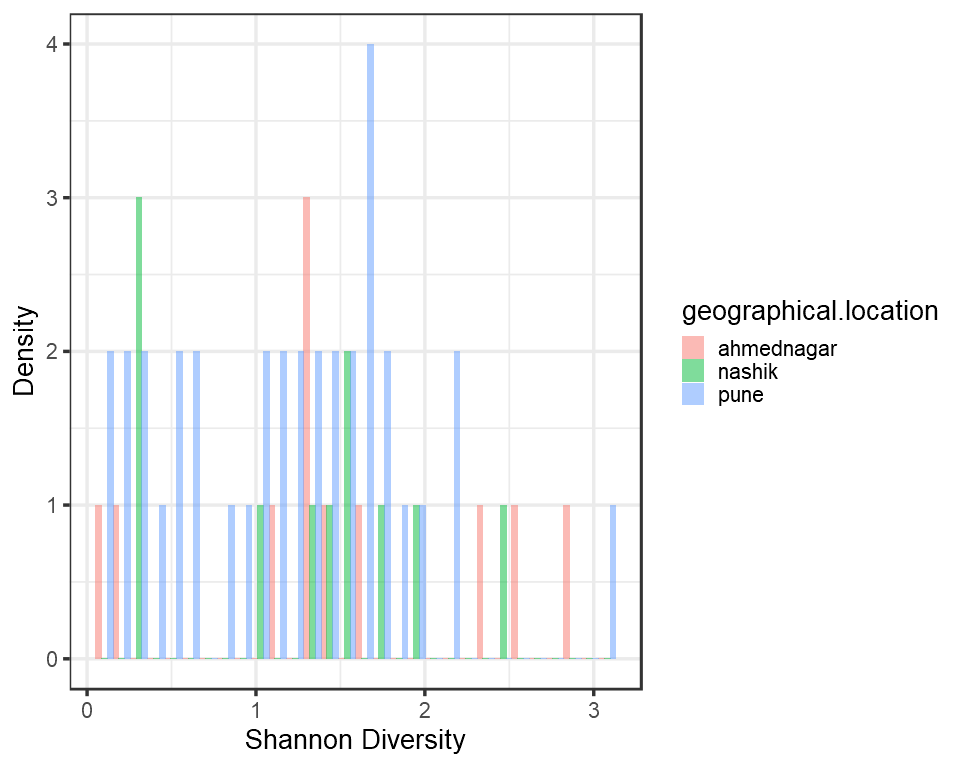 4
3
2
1
0
Density
0 1 2 3
Shannon Diversity
geographical.location
ahmednagar
nashik
pune